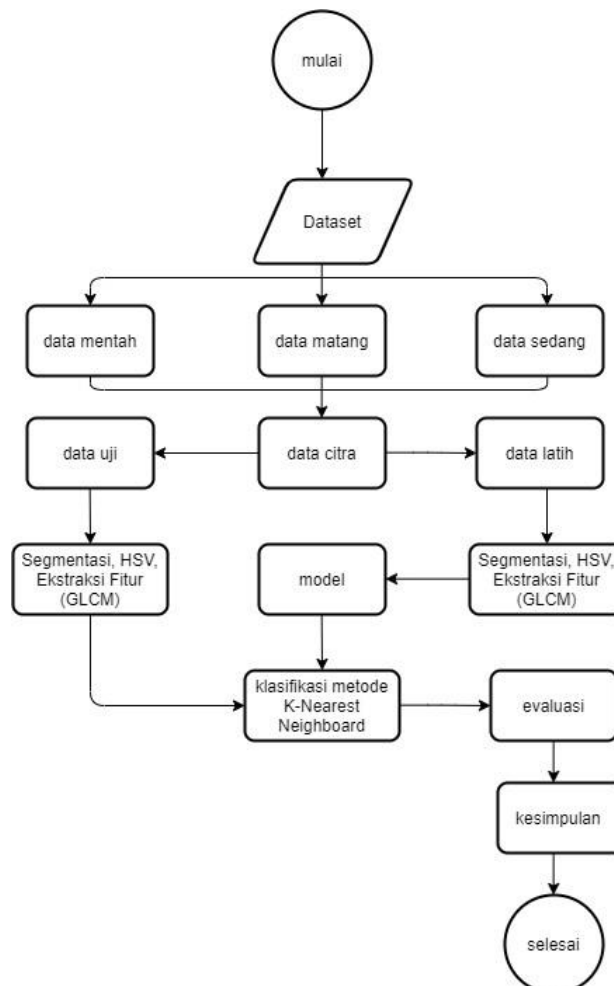 mulai
Dataset
data mentah
data matang
data sedang
data uji
data citra
data latih
Segmentasi, HSV,
Ekstraksi Fitur
(GLCM)
model
Segmentasi, HSV,
Ekstraksi Fitur
(GLCM)
klasifikasi metode
K-Nearest
Neighboard
evaluasi
kesimpulan
selesai